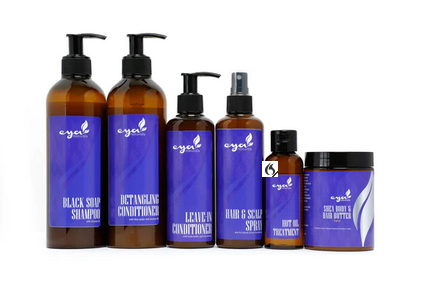 eya
BLACK SOAP
SHAMPOO
eya
DETANGLING
CONDITIONER
eya
LEAVE-IN
CONDITIONER
eya
HAIR & SCALP
SPRAY
eya
HOT OIL
TREATMENT
eya
SHEA BODY &
HAIR BUTTER